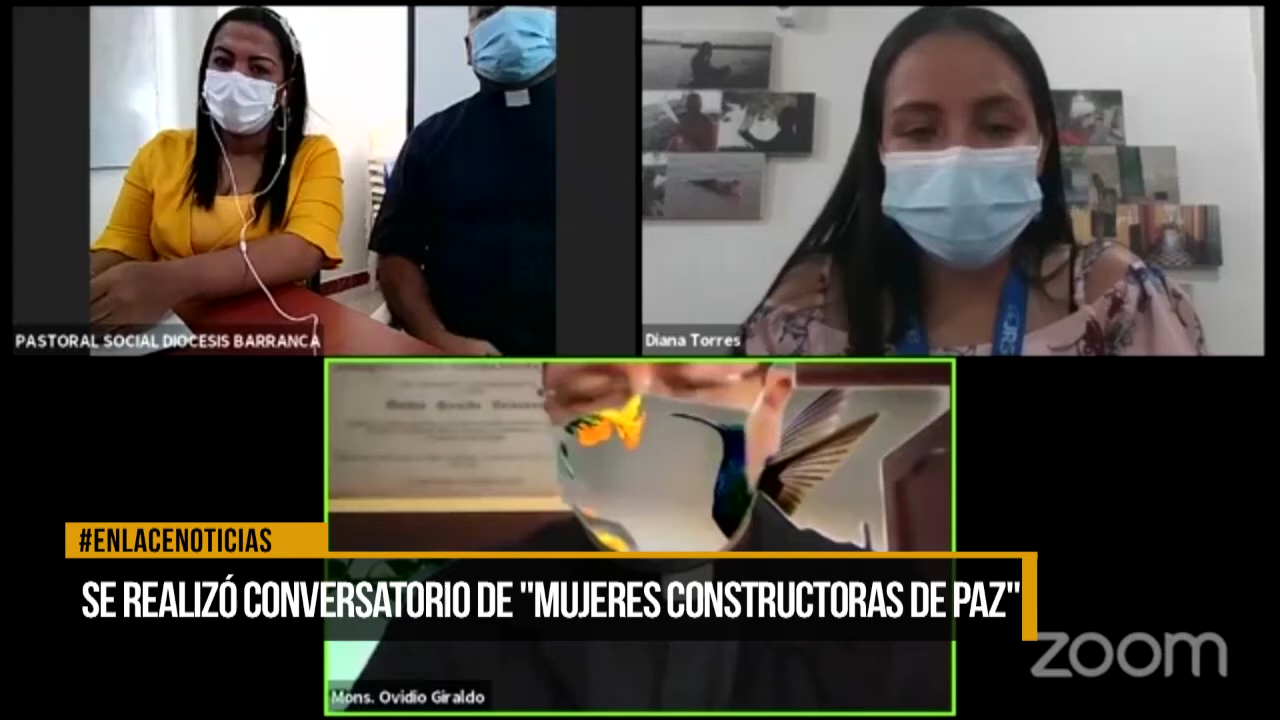 PASTORAL SOCIAL DIOCESIS BARRANCA
Diana Torres
JRS
#ENLACENOTICIAS
SE REALIZÓ CONVERSATORIO DE "MUJERES CONSTRUCTORAS DE PAZ"
zoom
Mons. Ovidio Giraldo